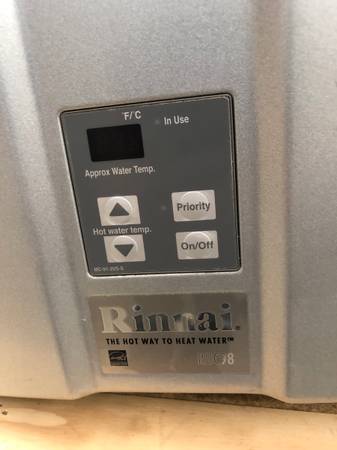 °F/°C
In Use
Approx Water Temp.
Priority
Hot water temp.
On/Off
Rinnai
THE HOT WAY TO HEAT WATER™